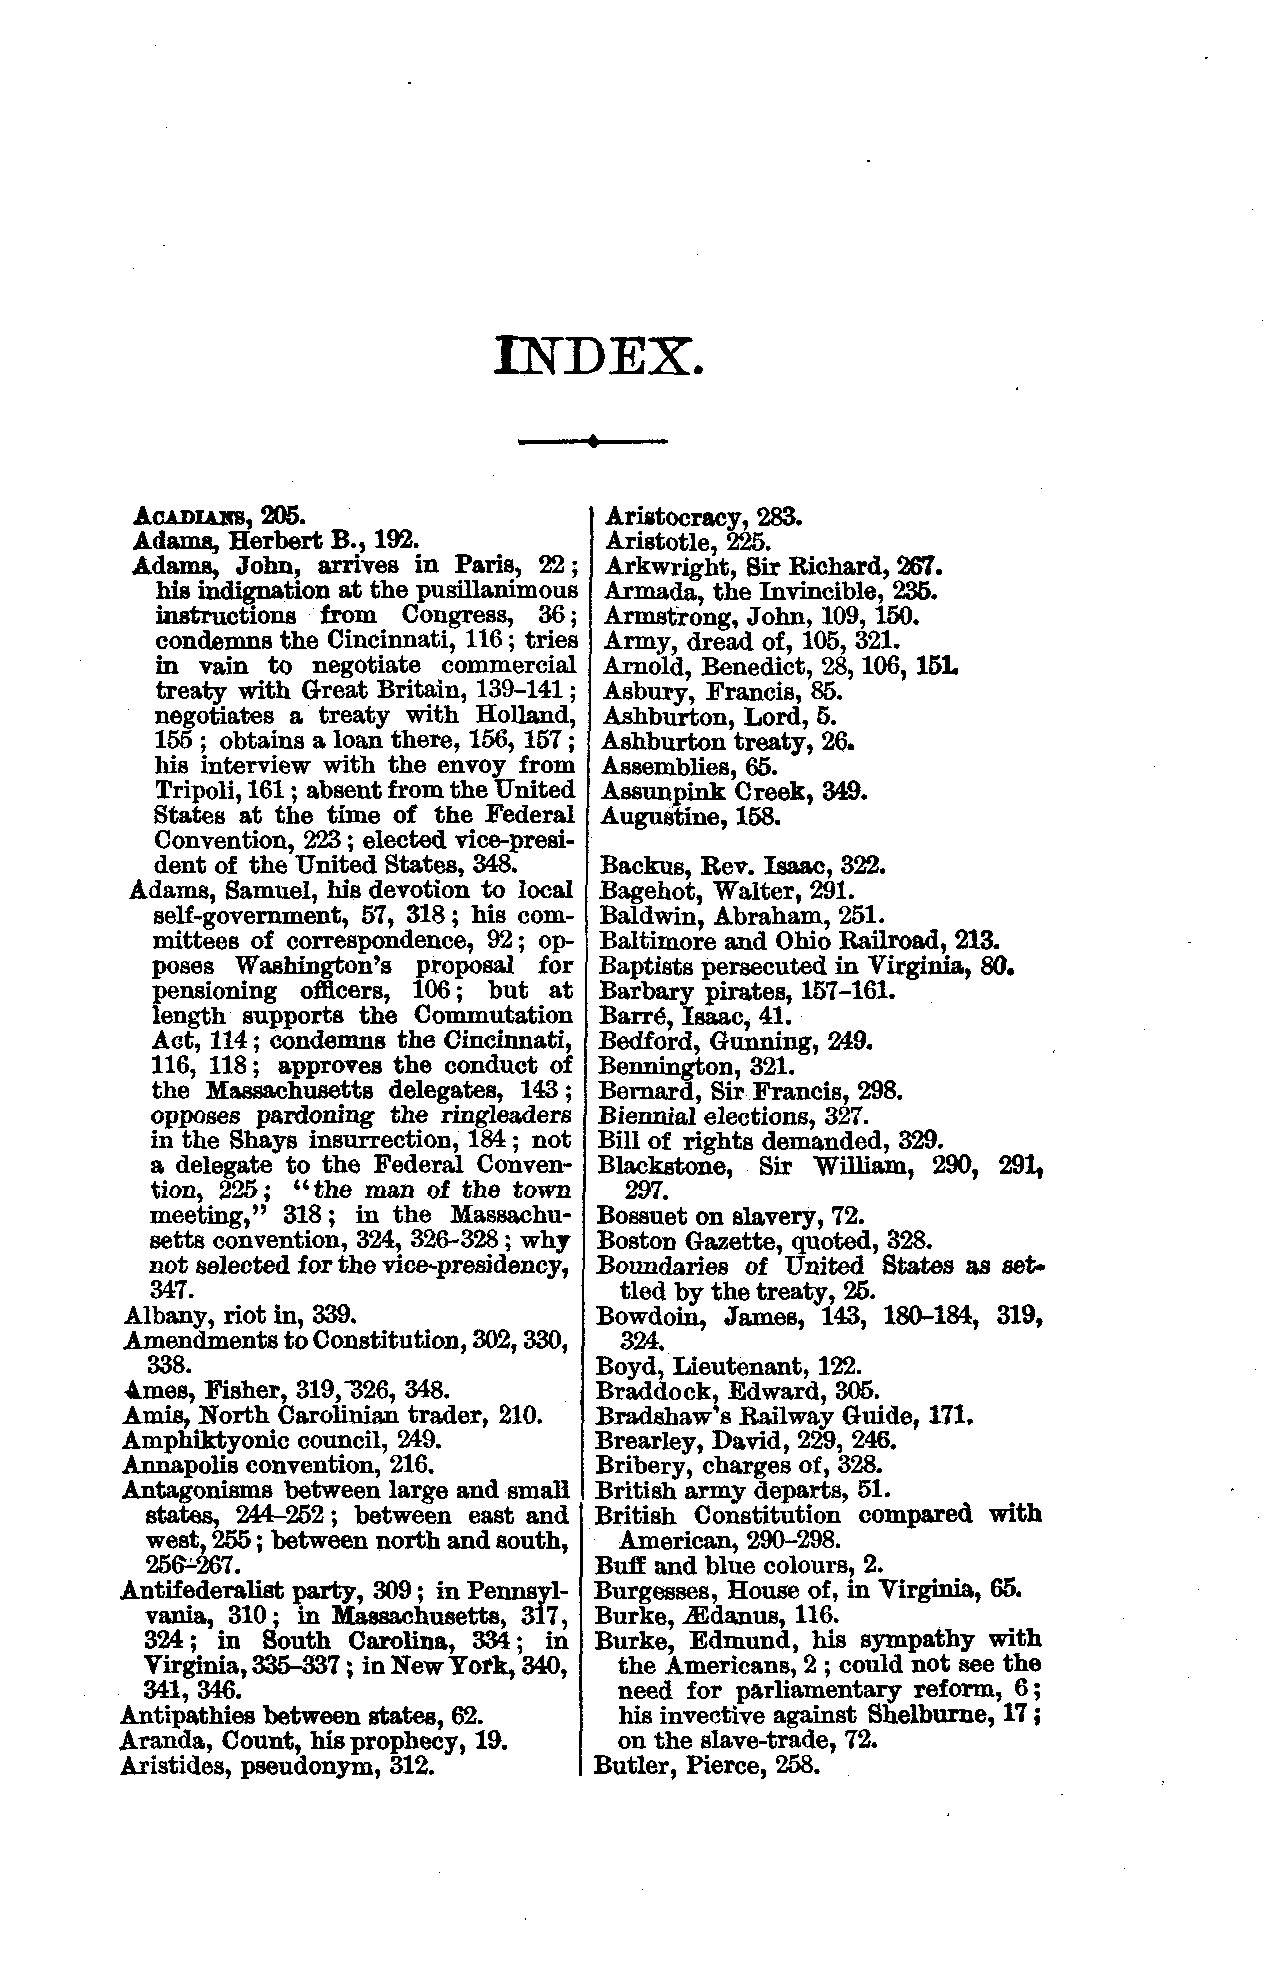 INDEX.
ACADIANS, 205.
Adams, Herbert B., 192.
Adams, John, arrives in Paris, 22;
his indignation at the pusillanimous
instructions from Congress, 36;
condemns the Cincinnati, 116; tries
in vain to negotiate commercial
treaty with Great Britain, 139–141;
negotiates a treaty with Holland,
155; obtains a loan there, 156, 157;
his interview with the envoy from
Tripoli, 161; absent from the United
States at the time of the Federal
Convention, 223; elected vice-presi-
dent of the United States, 348.
Adams, Samuel, his devotion to local
self-government, 57, 318; his com-
mittees of correspondence, 92; op-
poses Washington's proposal for
pensioning officers, 106; but at
length supports the Commutation
Act, 114; condemns the Cincinnati,
116, 118; approves the conduct of
the Massachusetts delegates, 143;
opposes pardoning the ringleaders
in the Shays insurrection, 184; not
a delegate to the Federal Conven-
tion, 225; "the man of the town
meeting," 318; in the Massachu-
setts convention, 324, 326–328; why
not selected for the vice-presidency,
347.
Albany, riot in, 339.
Amendments to Constitution, 302, 330,
338.
Ames, Fisher, 319, 326, 348.
Amis, North Carolinian trader, 210.
Amphiktyonic council, 249.
Annapolis convention, 216.
Antagonisms between large and small
states, 244–252; between east and
west, 255; between north and south,
256–267.
Antifederalist party, 309; in Pennsyl-
vania, 310; in Massachusetts, 317,
324; in South Carolina, 334; in
Virginia, 335–337; in New York, 340,
341, 346.
Antipathies between states, 62.
Aranda, Count, his prophecy, 19.
Aristides, pseudonym, 312.
Aristocracy, 283.
Aristotle, 225.
Arkwright, Sir Richard, 267.
Armada, the Invincible, 235.
Armstrong, John, 109, 150.
Army, dread of, 105, 321.
Arnold, Benedict, 28, 106, 151.
Asbury, Francis, 85.
Ashburton, Lord, 5.
Ashburton treaty, 26.
Assemblies, 65.
Assunpink Creek, 349.
Augustine, 158.
Backus, Rev. Isaac, 322.
Bagehot, Walter, 291.
Baldwin, Abraham, 251.
Baltimore and Ohio Railroad, 213.
Baptists persecuted in Virginia, 80.
Barbary pirates, 157–161.
Barré, Isaac, 41.
Bedford, Gunning, 249.
Bennington, 321.
Bernard, Sir Francis, 298.
Biennial elections, 327.
Bill of rights demanded, 329.
Blackstone, Sir William, 290, 291,
297.
Bossuet on slavery, 72.
Boston Gazette, quoted, 328.
Boundaries of United States as set-
tled by the treaty, 25.
Bowdoin, James, 143, 180–184, 319,
324.
Boyd, Lieutenant, 122.
Braddock, Edward, 305.
Bradshaw's Railway Guide, 171.
Brearley, David, 229, 246.
Bribery, charges of, 328.
British army departs, 51.
British Constitution compared with
American, 290–298.
Buff and blue colours, 2.
Burgesses, House of, in Virginia, 65.
Burke, Ædanus, 116.
Burke, Edmund, his sympathy with
the Americans, 2; could not see the
need for parliamentary reform, 6;
his invective against Shelburne, 17;
on the slave-trade, 72.
Butler, Pierce, 258.